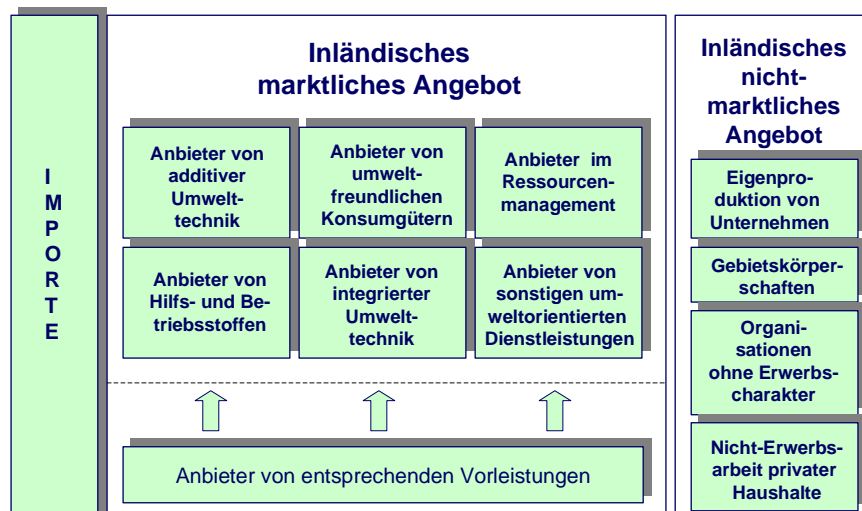 IMPORTE
Inländisches
marktliches Angebot
Anbieter von
additiver
Umwelt-
technik
Anbieter von
umwelt-
freundlichen
Konsumgütern
Anbieter im
Ressourcen-
management
Anbieter von
Hilfs- und Be-
triebsstoffen
Anbieter von
integrierter
Umwelt-
technik
Anbieter von
sonstigen um-
weltorientierten
Dienstleistungen
Anbieter von entsprechenden Vorleistungen
Inländisches
nicht-
marktliches
Angebot
Eigenpro-
duktion von
Unternehmen
Gebietskörper-
schaften
Organi-
sationen
ohne Erwerbs-
charakter
Nicht-Erwerbs-
arbeit privater
Haushalte